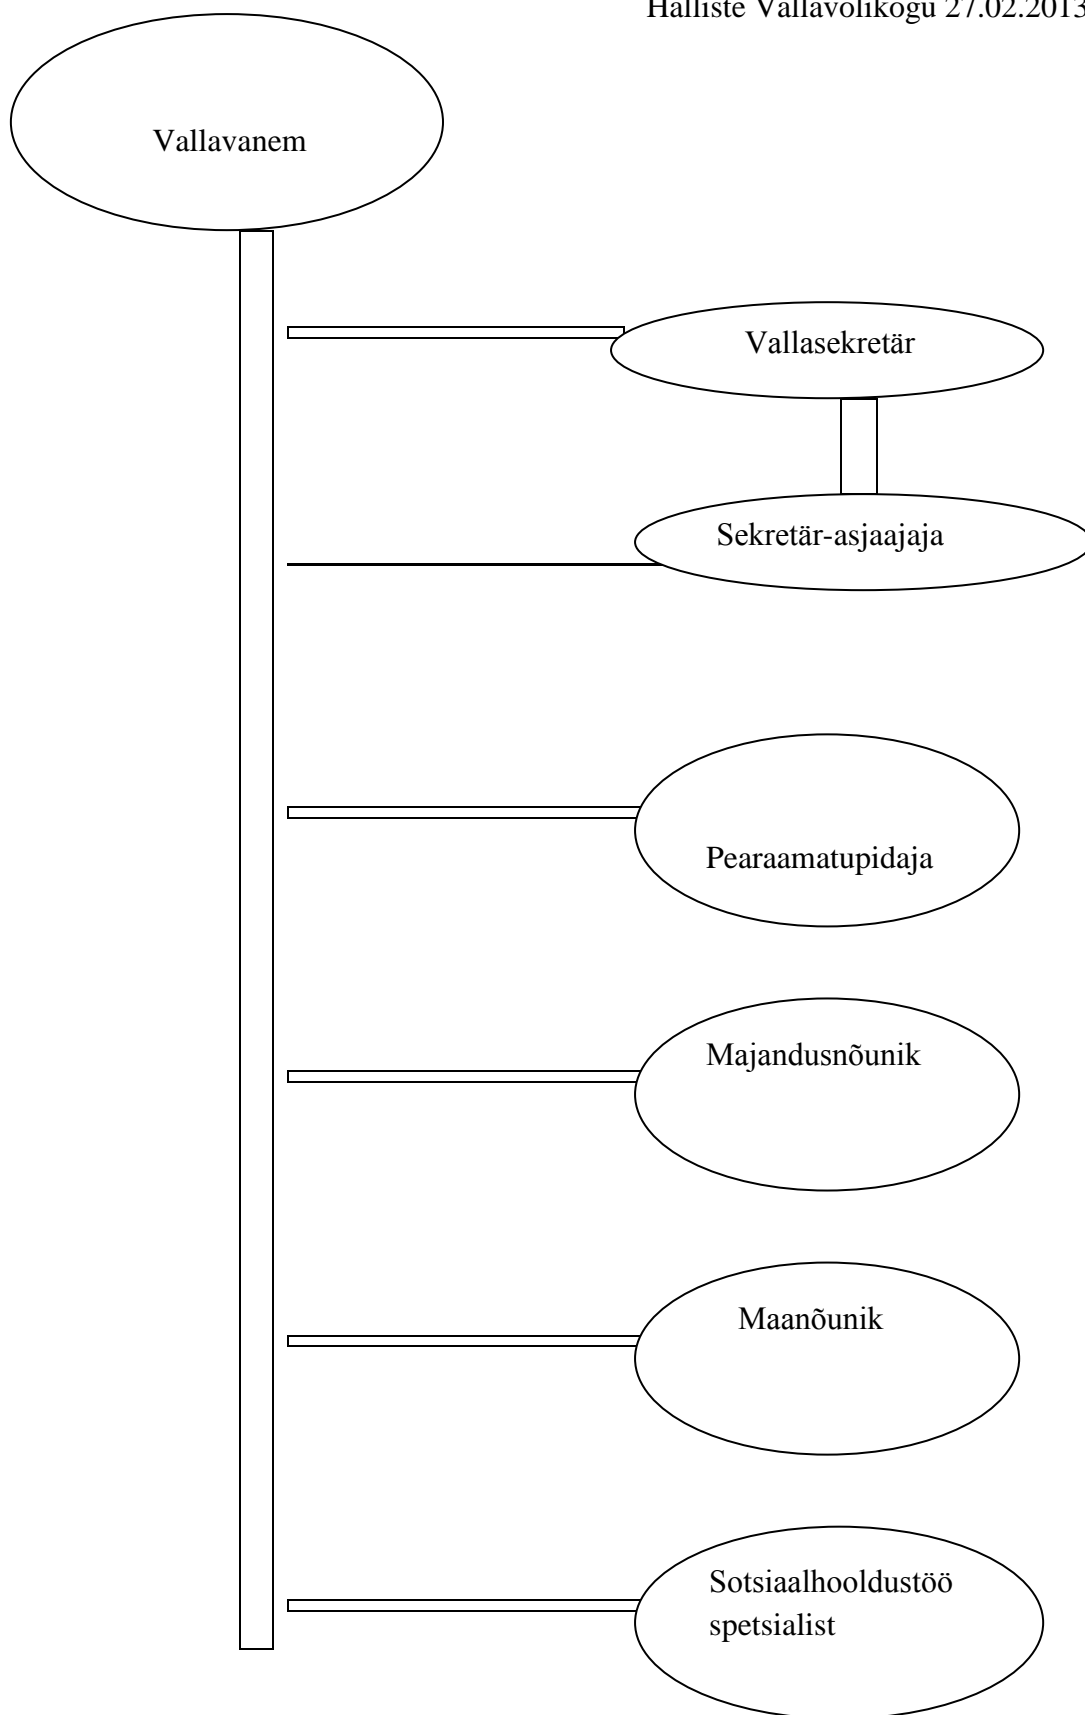 Halliste Vallavolikogu 27.02.2013
Vallavanem
Vallasekretär
Sekretär-asjaajaja
Pearaamatupidaja
Majandusnõunik
Maanõunik
Sotsiaalhooldustöö
spetsialist